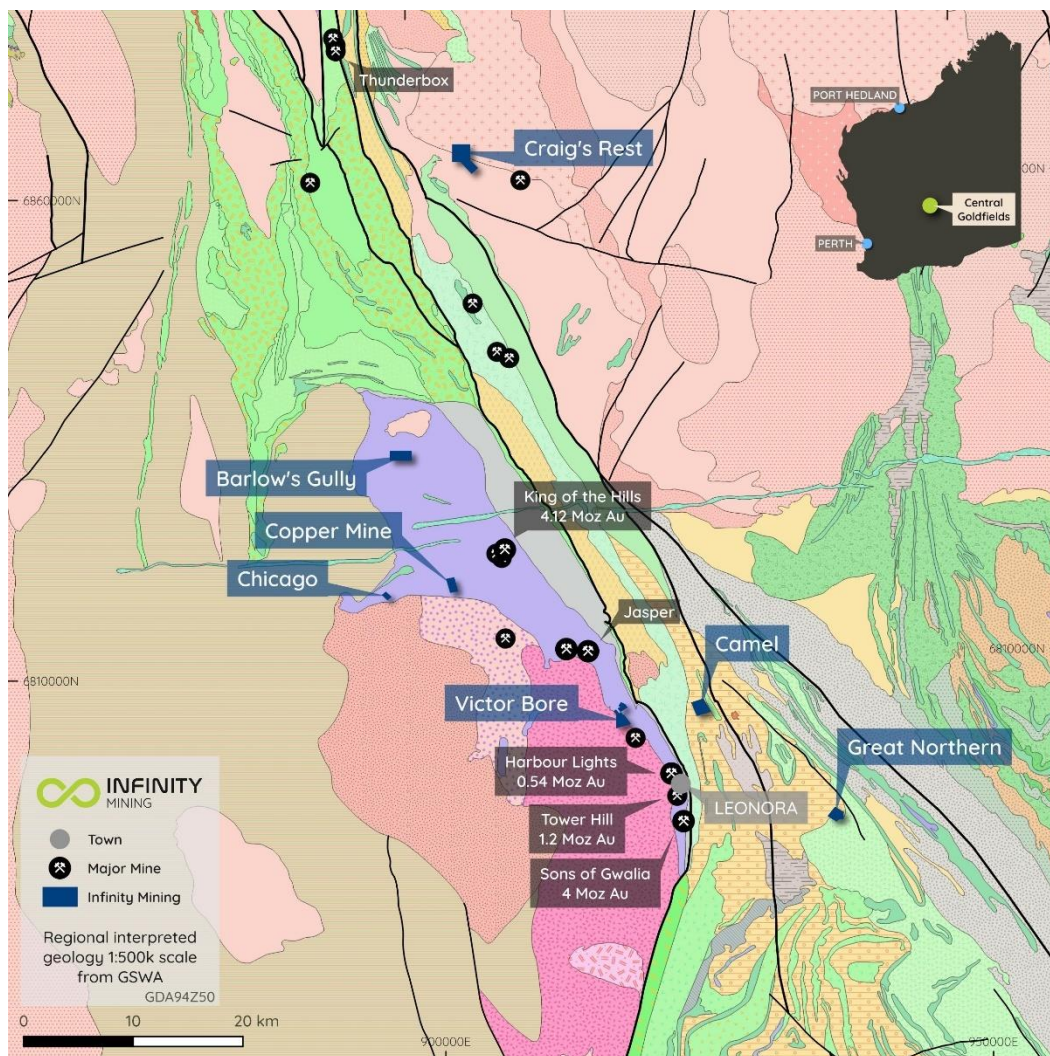 Thunderbox
PORT HEDLAND
Craig's Rest
6860000N
00N
Central
Goldfields
PERTH
Barlow's Gully
King of the Hills
4.12 Moz Au
Copper Mine
Chicago
Jasper
Camel
6810000N
6810000N
Victor Bore
Great Northern
Harbour Lights
0.54 Moz Au
LEONORA
Tower Hill
1.2 Moz Au
Sons of Gwalia
4 Moz Au
INFINITY
MINING
Town
Major Mine
Infinity Mining
Regional interpreted
geology 1:500k scale
from GSWA
GDA94Z50
0 10 20 km
900000E
950000E